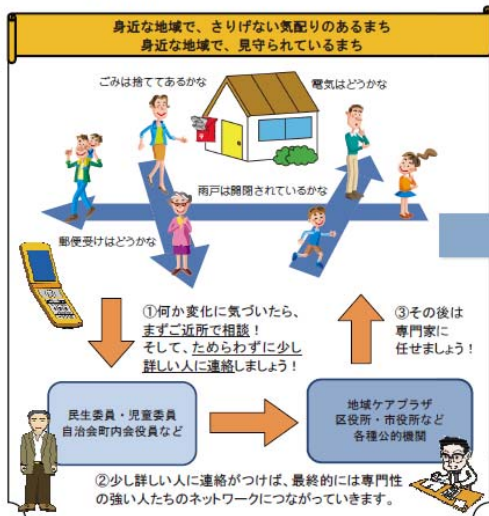 身近な地域で、さりげない気配りのあるまち
身近な地域で、見守られているまち
ごみは捨ててあるかな
電気はどうかな
雨戸は開閉されているかな
郵便受けはどうかな
①何か変化に気づいたら、
まずご近所で相談！
そして、ためらわずに少し
詳しい人に連絡しましょう！
③その後は
専門家に
任せましょう！
民生委員・児童委員
自治会町内会役員など
地域ケアプラザ
区役所・市役所など
各種公的機関
②少し詳しい人に連絡がつけば、最終的には専門性
の強い人たちのネットワークにつながっていきます。